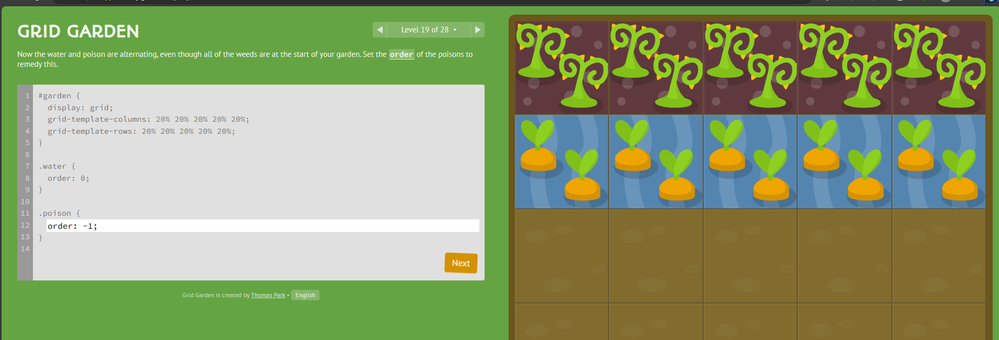 GRID GARDEN
◀ Level 19 of 28 ▾ ▶
Now the water and poison are alternating, even though all of the weeds are at the start of your garden. Set the order of the poisons to
remedy this.
1 #garden {
2 display: grid;
3 grid-template-columns: 20% 20% 20% 20% 20%;
4 grid-template-rows: 20% 20% 20% 20% 20%;
5 }
6
7 .water {
8 order: 0;
9 }
10
11 .poison {
12 order: -1;
13 }
14
Next
Grid Garden is created by Thomas Park • English